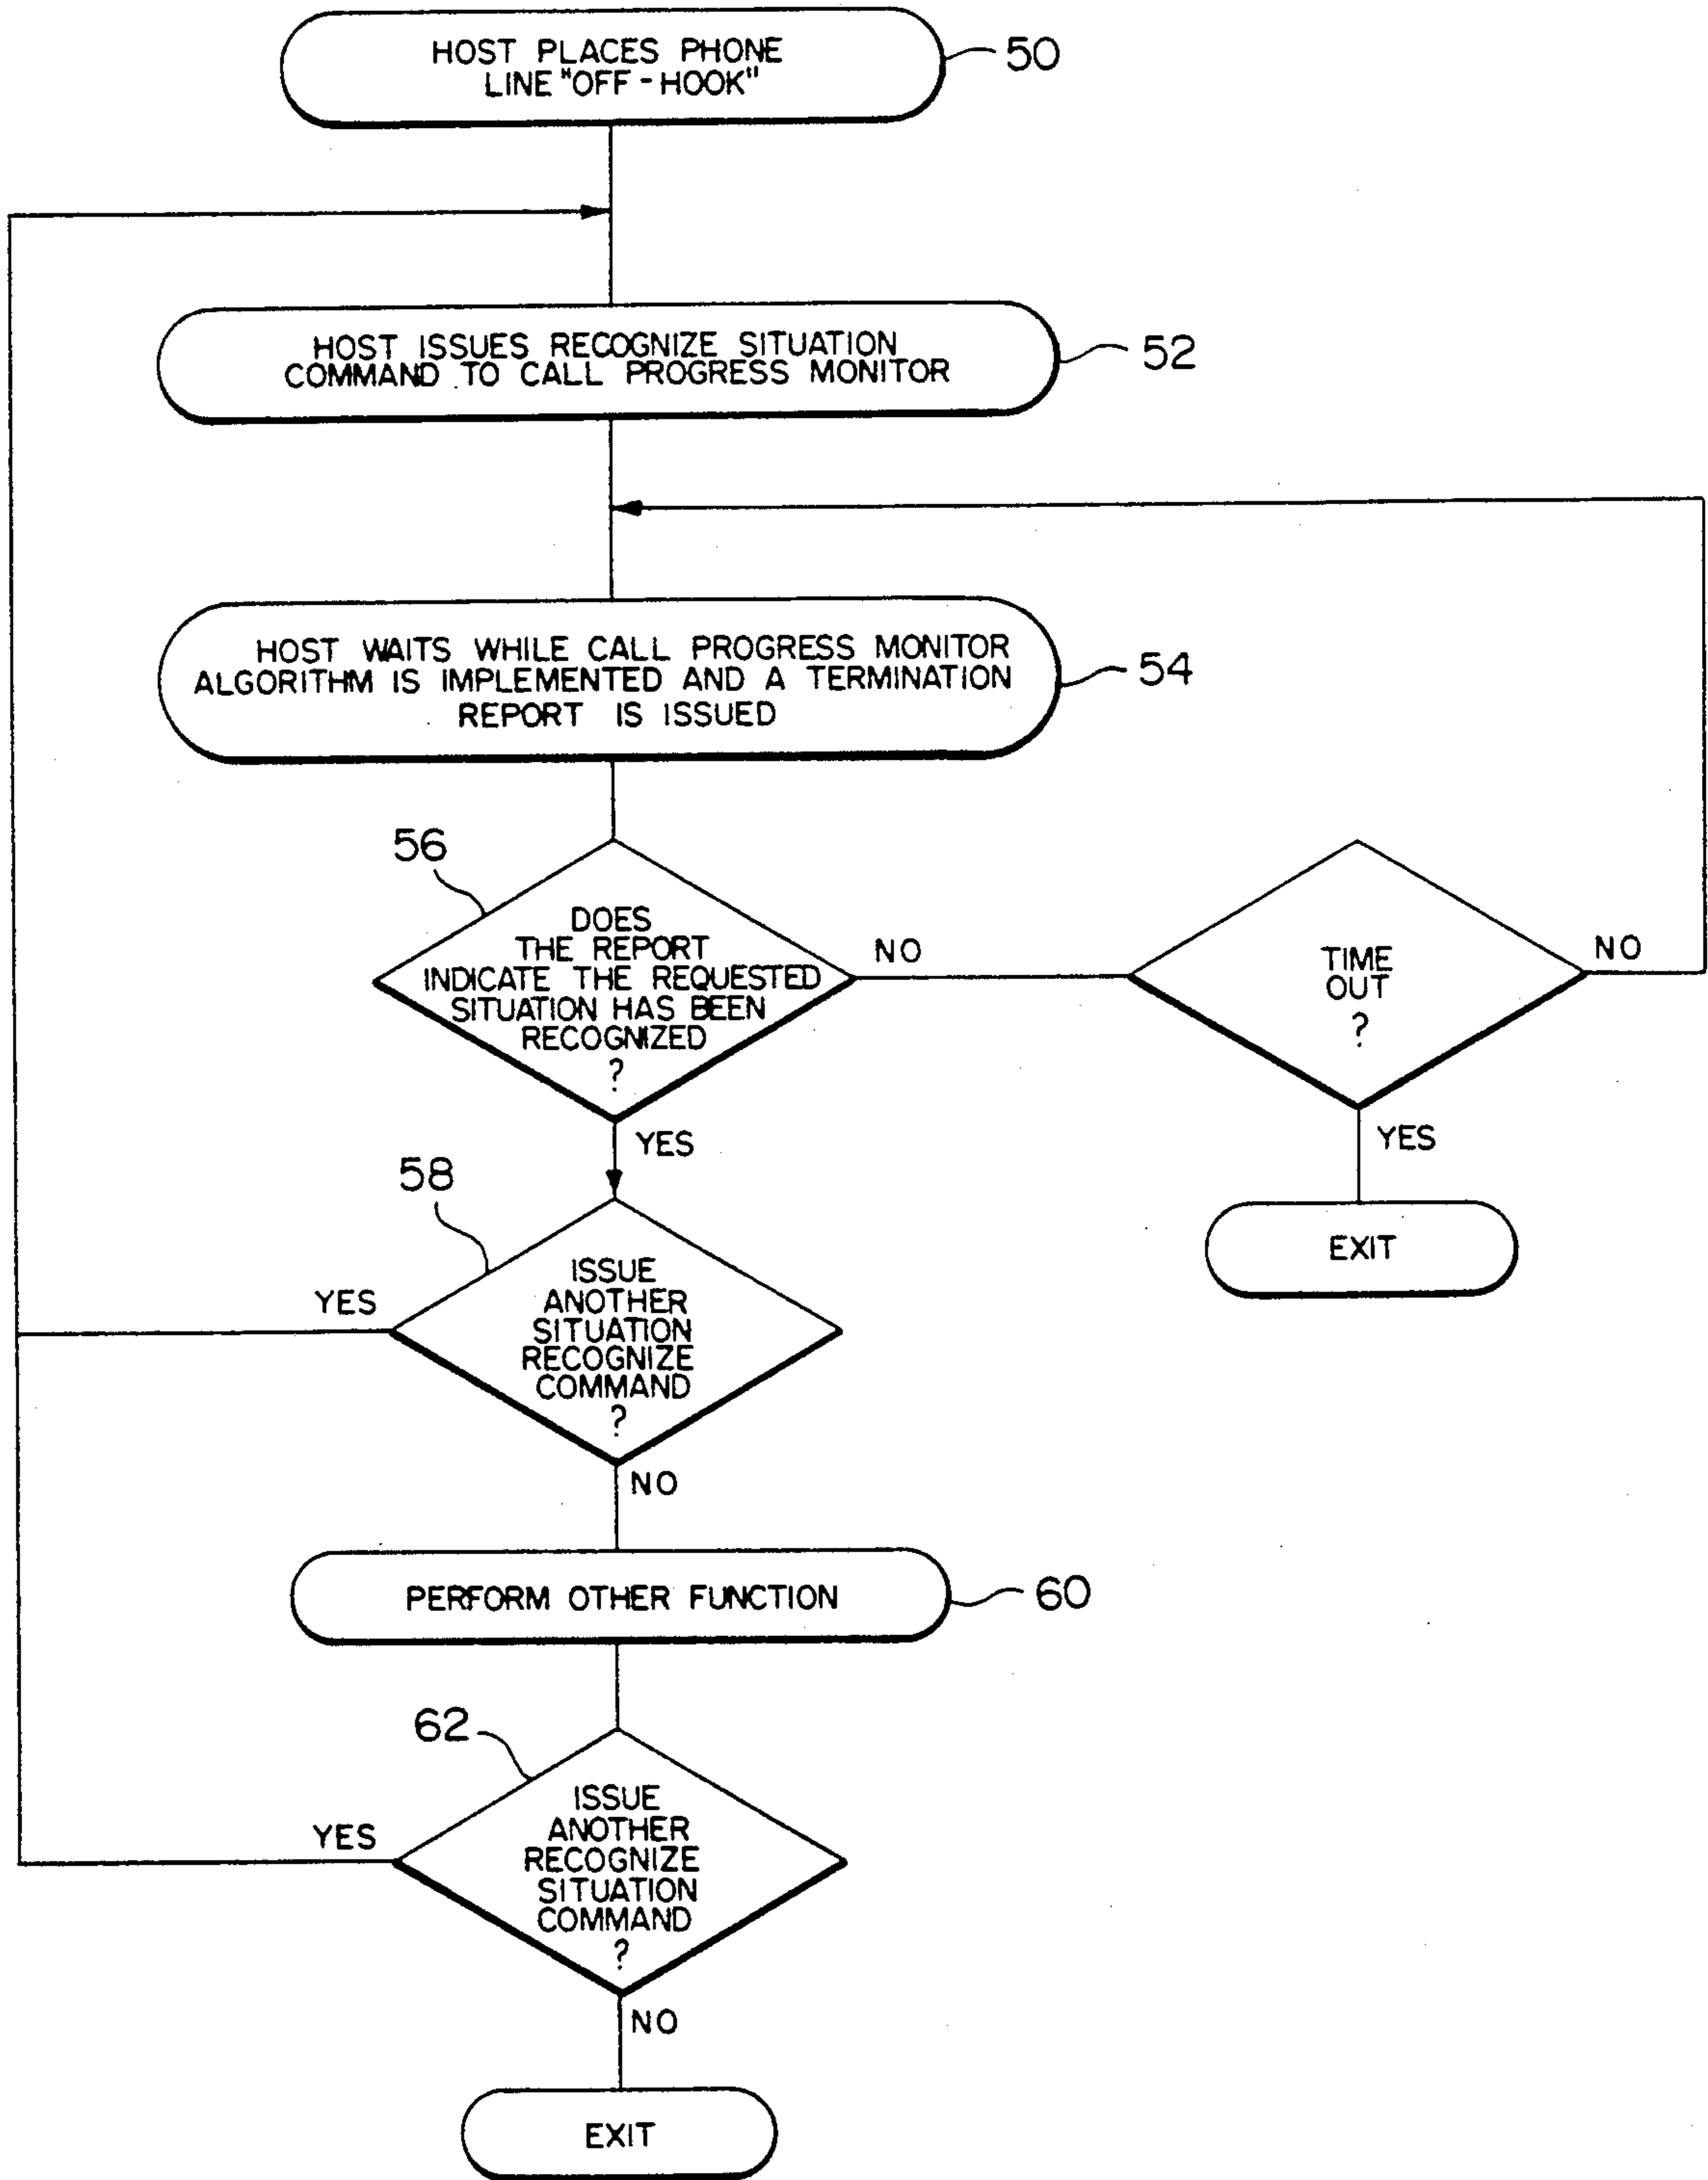 HOST PLACES PHONE
LINE "OFF-HOOK"
50
HOST ISSUES RECOGNIZE SITUATION
COMMAND TO CALL PROGRESS MONITOR
52
HOST WAITS WHILE CALL PROGRESS MONITOR
ALGORITHM IS IMPLEMENTED AND A TERMINATION
REPORT IS ISSUED
54
56
DOES
THE REPORT
INDICATE THE REQUESTED
SITUATION HAS BEEN
RECOGNIZED
?
NO
TIME
OUT
?
NO
YES
YES
EXIT
58
ISSUE
ANOTHER
SITUATION
RECOGNIZE
COMMAND
?
YES
NO
PERFORM OTHER FUNCTION
60
62
ISSUE
ANOTHER
RECOGNIZE
SITUATION
COMMAND
?
YES
NO
EXIT